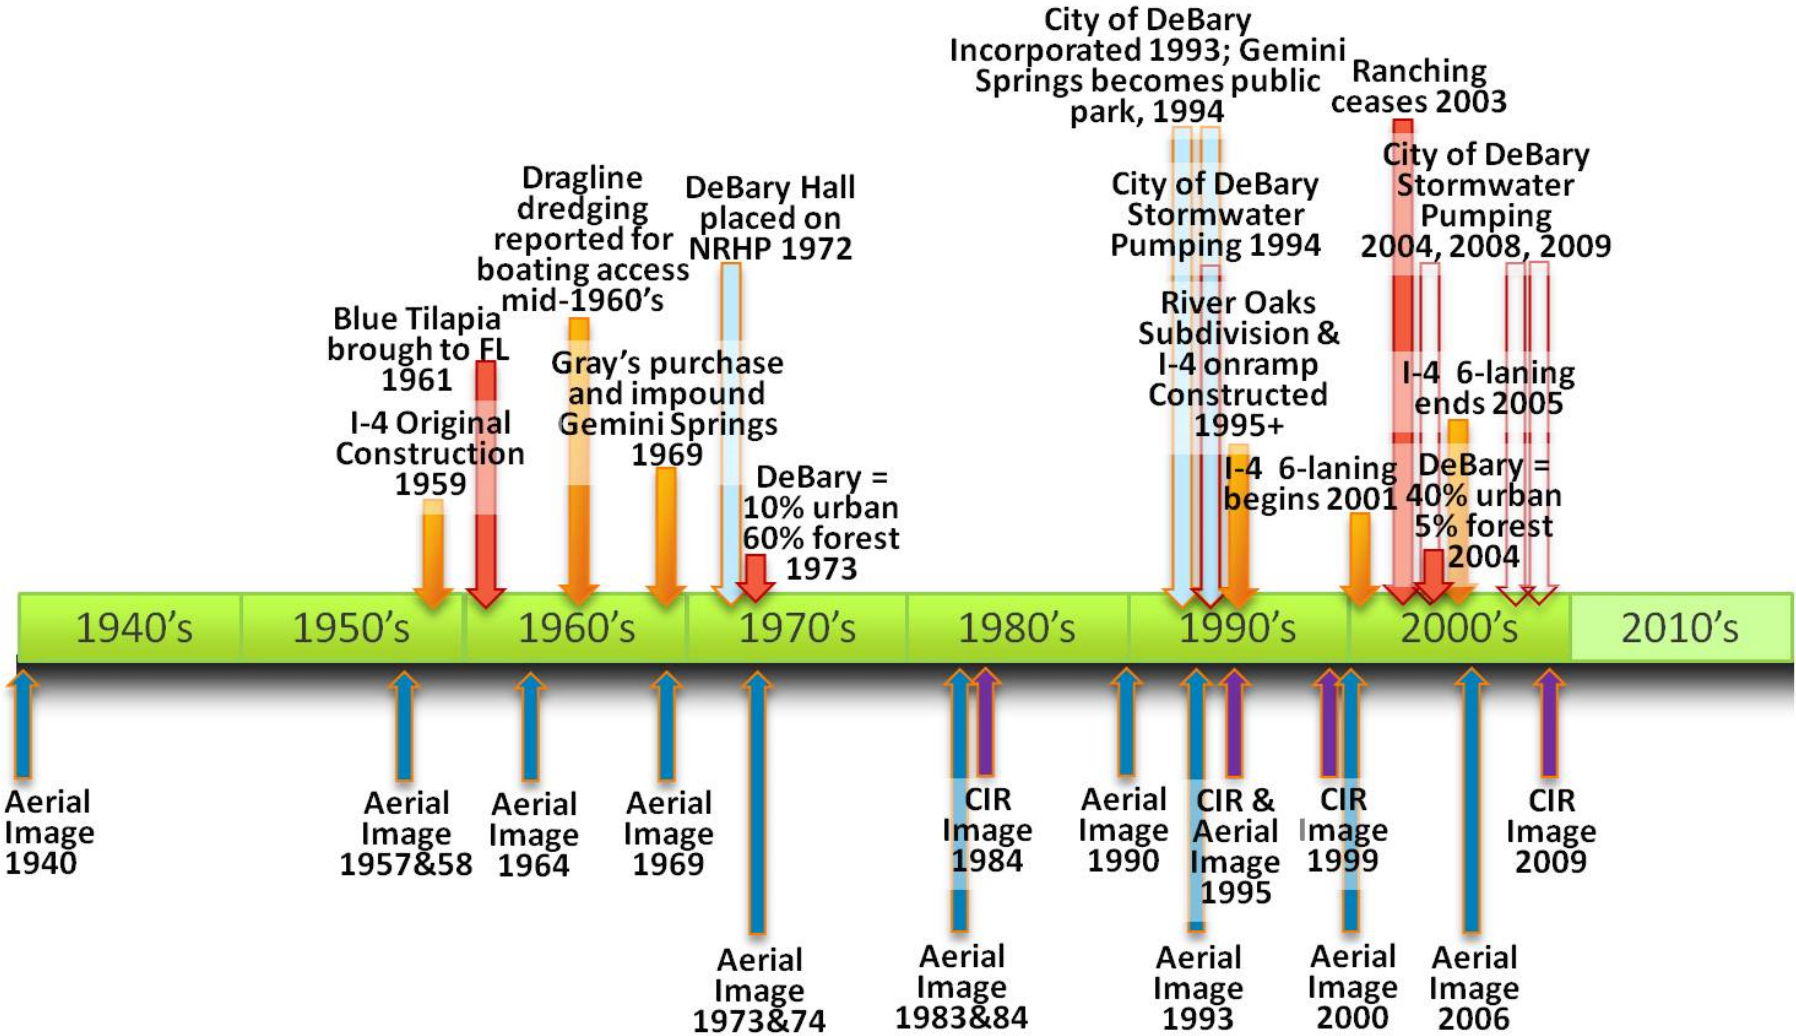 City of DeBary
Incorporated 1993; Gemini
Springs becomes public
park, 1994
Ranching
ceases 2003
Dragline
dredging
reported for
boating access
mid-1960's
DeBary Hall
placed on
NRHP 1972
City of DeBary
Stormwater
Pumping 1994
City of DeBary
Stormwater
Pumping
2004, 2008, 2009
Blue Tilapia
brough to FL
1961
Gray's purchase
and impound
Gemini Springs
1969
River Oaks
Subdivision &
I-4 onramp
Constructed
1995+
I-4 6-laning
ends 2005
I-4 Original
Construction
1959
DeBary =
10% urban
60% forest
1973
I-4 6-laning
begins 2001
DeBary =
40% urban
5% forest
2004
1940's
1950's
1960's
1970's
1980's
1990's
2000's
2010's
Aerial
Image
1940
Aerial
Image
1957&58
Aerial
Image
1964
Aerial
Image
1969
CIR
Image
1984
Aerial
Image
1990
CIR &
Aerial
Image
1995
CIR
Image
1999
CIR
Image
2009
Aerial
Image
1973&74
Aerial
Image
1983&84
Aerial
Image
1993
Aerial
Image
2000
Aerial
Image
2006